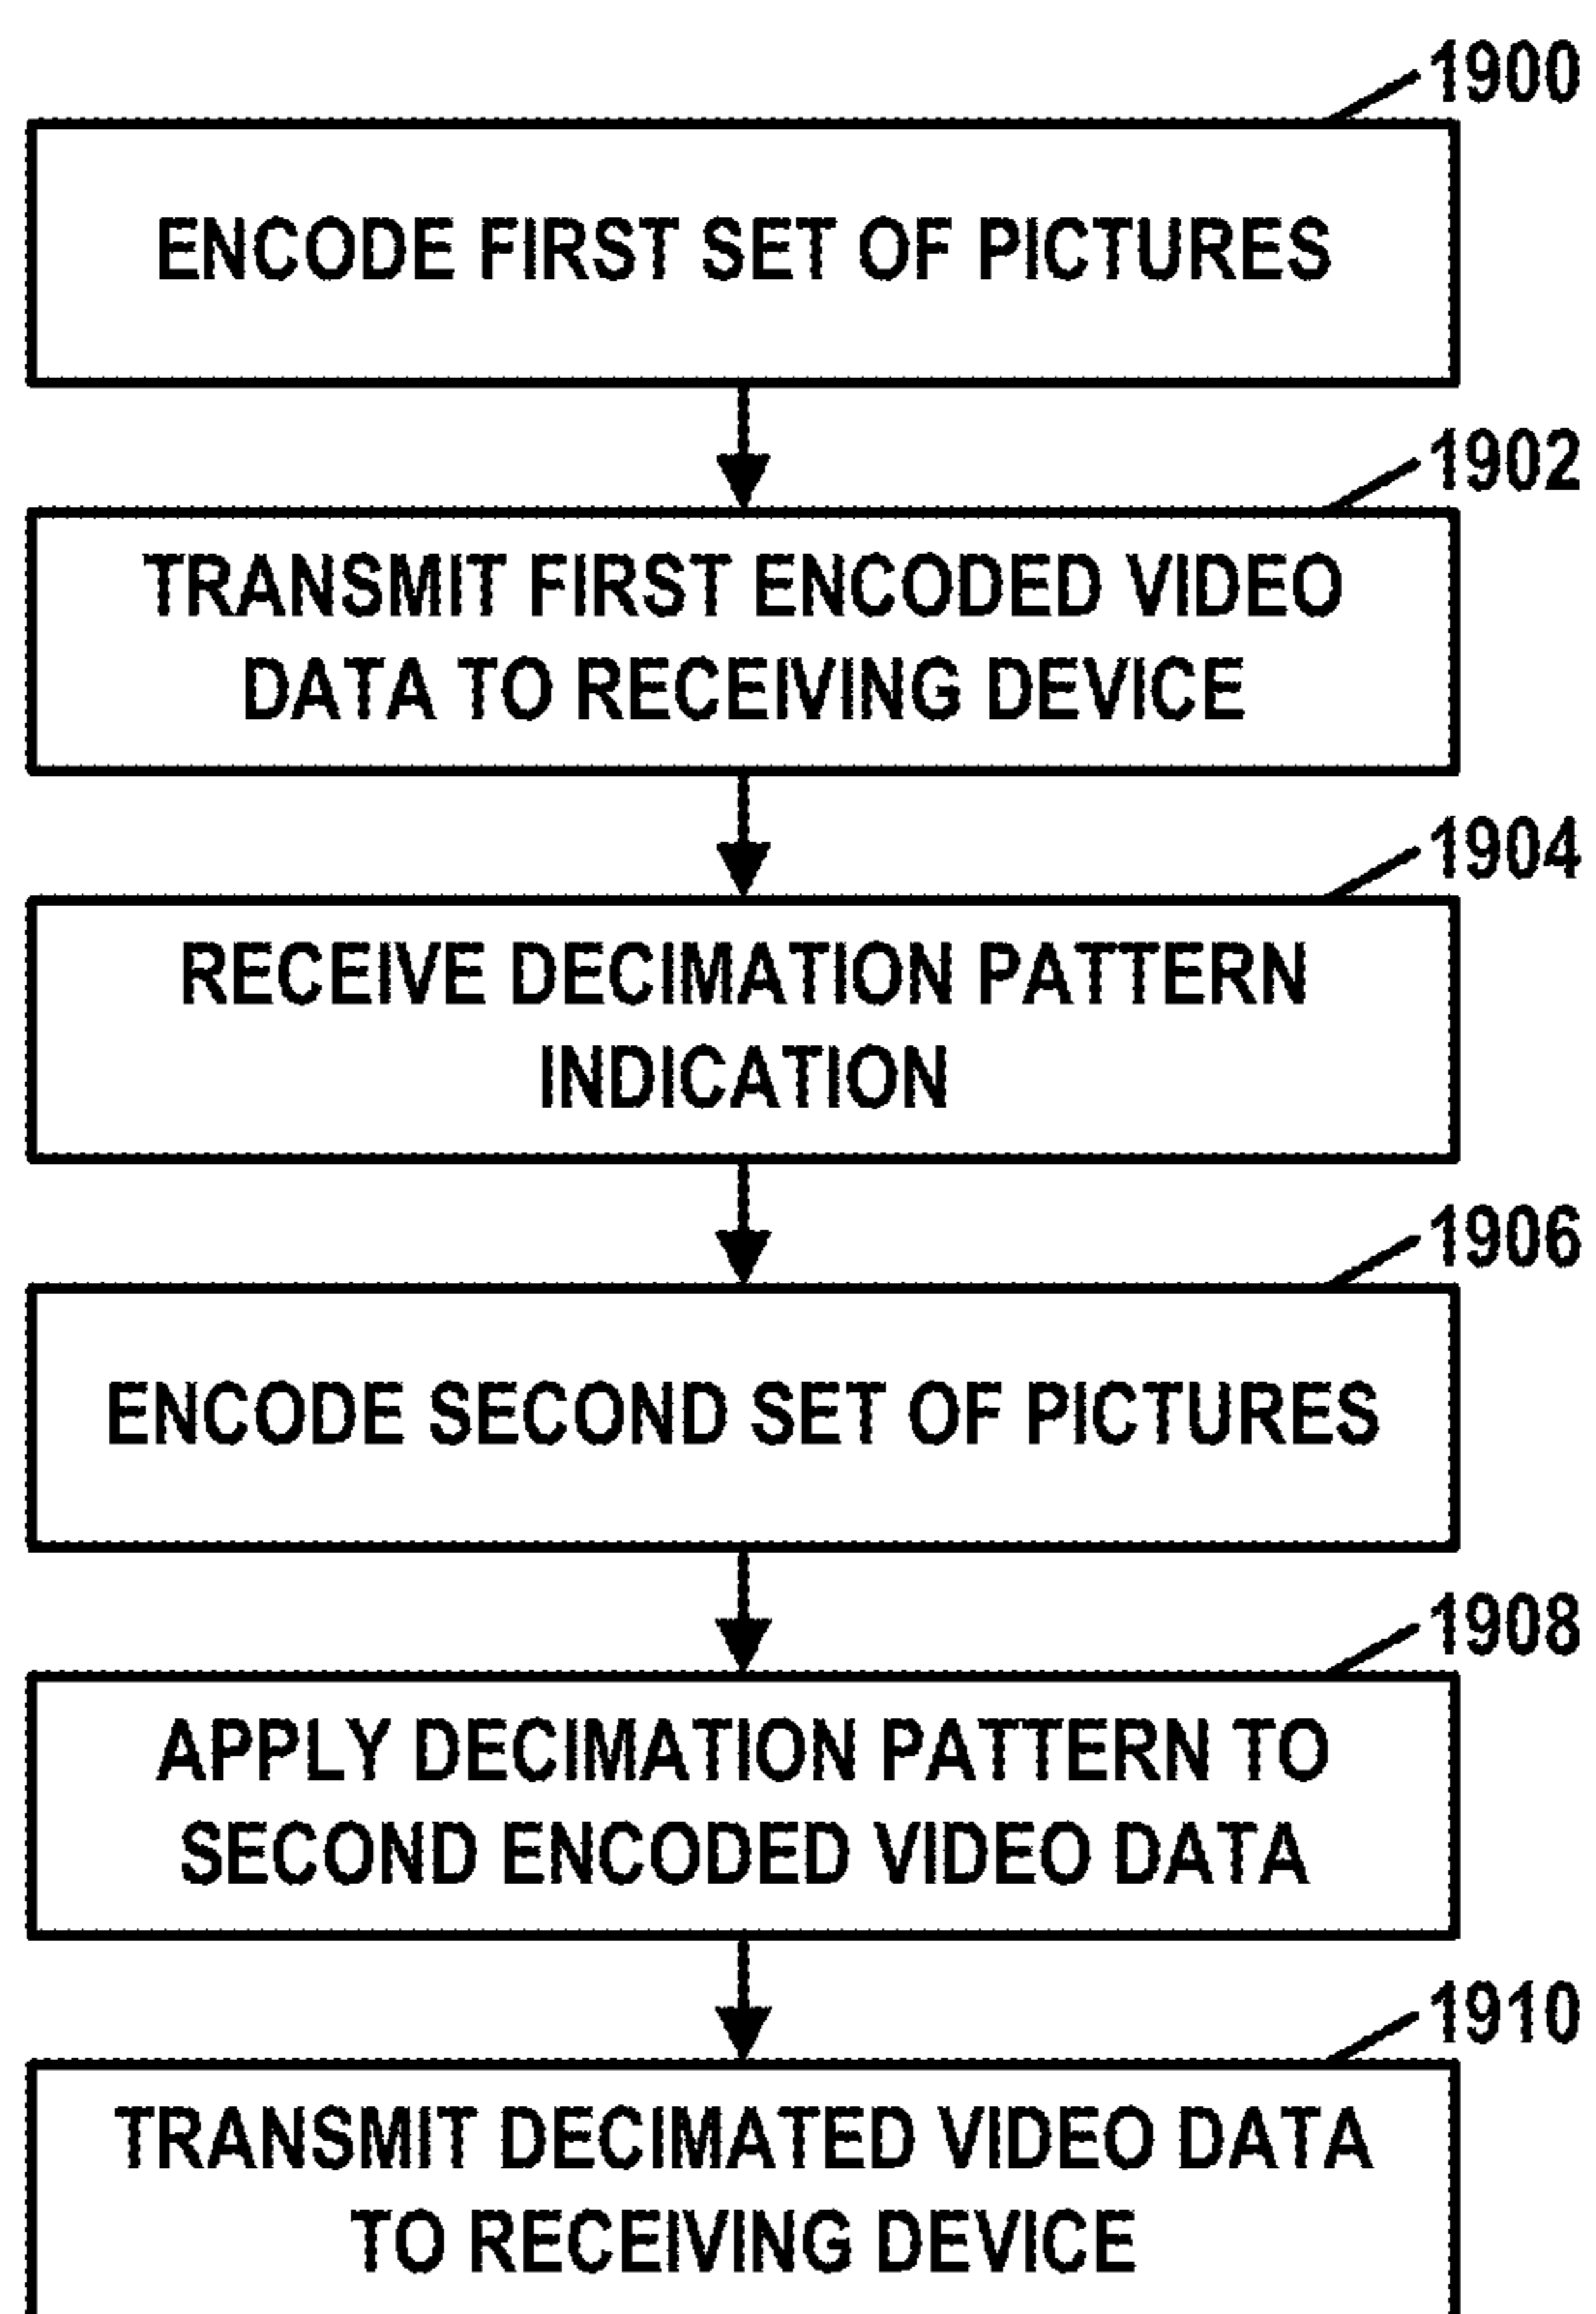 1900
ENCODE FIRST SET OF PICTURES
1902
TRANSMIT FIRST ENCODED VIDEO
DATA TO RECEIVING DEVICE
1904
RECEIVE DECIMATION PATTERN
INDICATION
1906
ENCODE SECOND SET OF PICTURES
1908
APPLY DECIMATION PATTERN TO
SECOND ENCODED VIDEO DATA
1910
TRANSMIT DECIMATED VIDEO DATA
TO RECEIVING DEVICE